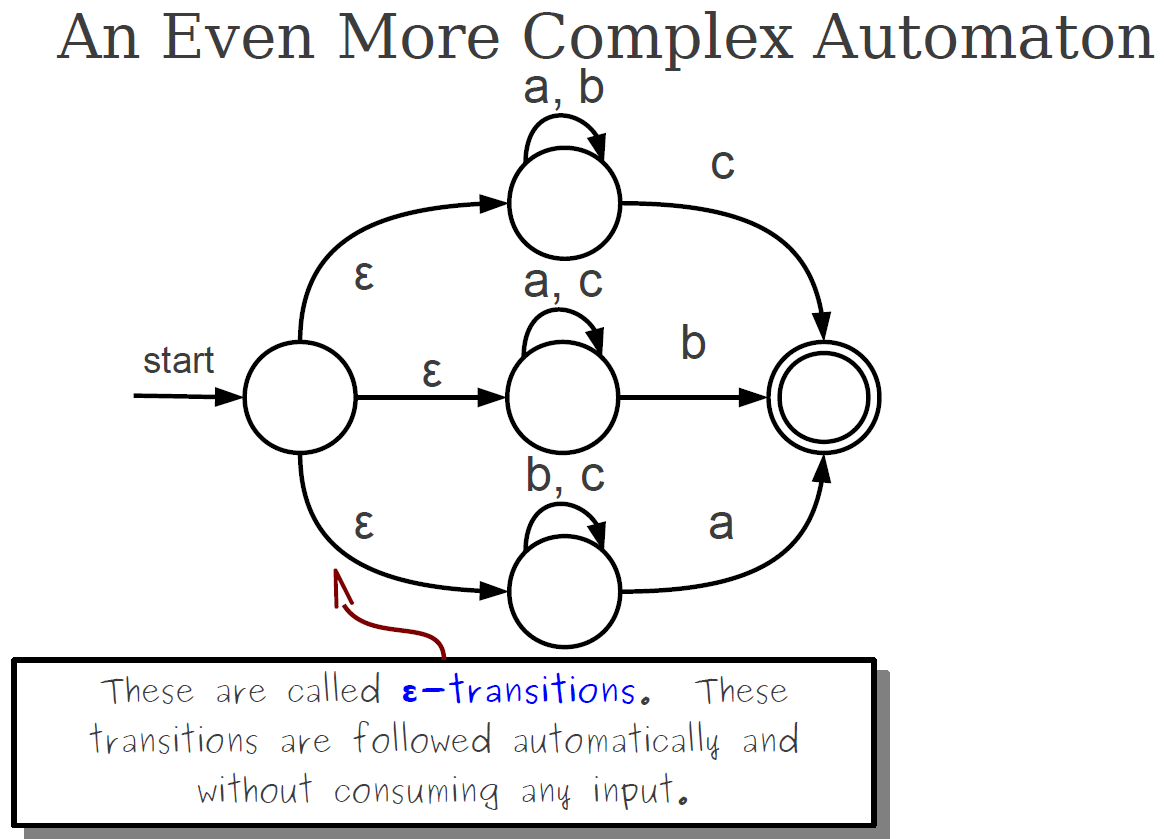 An Even More Complex Automaton
a, b
c
ε
a, c
start
ε
b
b, c
ε
a
These are called ε-transitions. These
transitions are followed automatically and
without consuming any input.